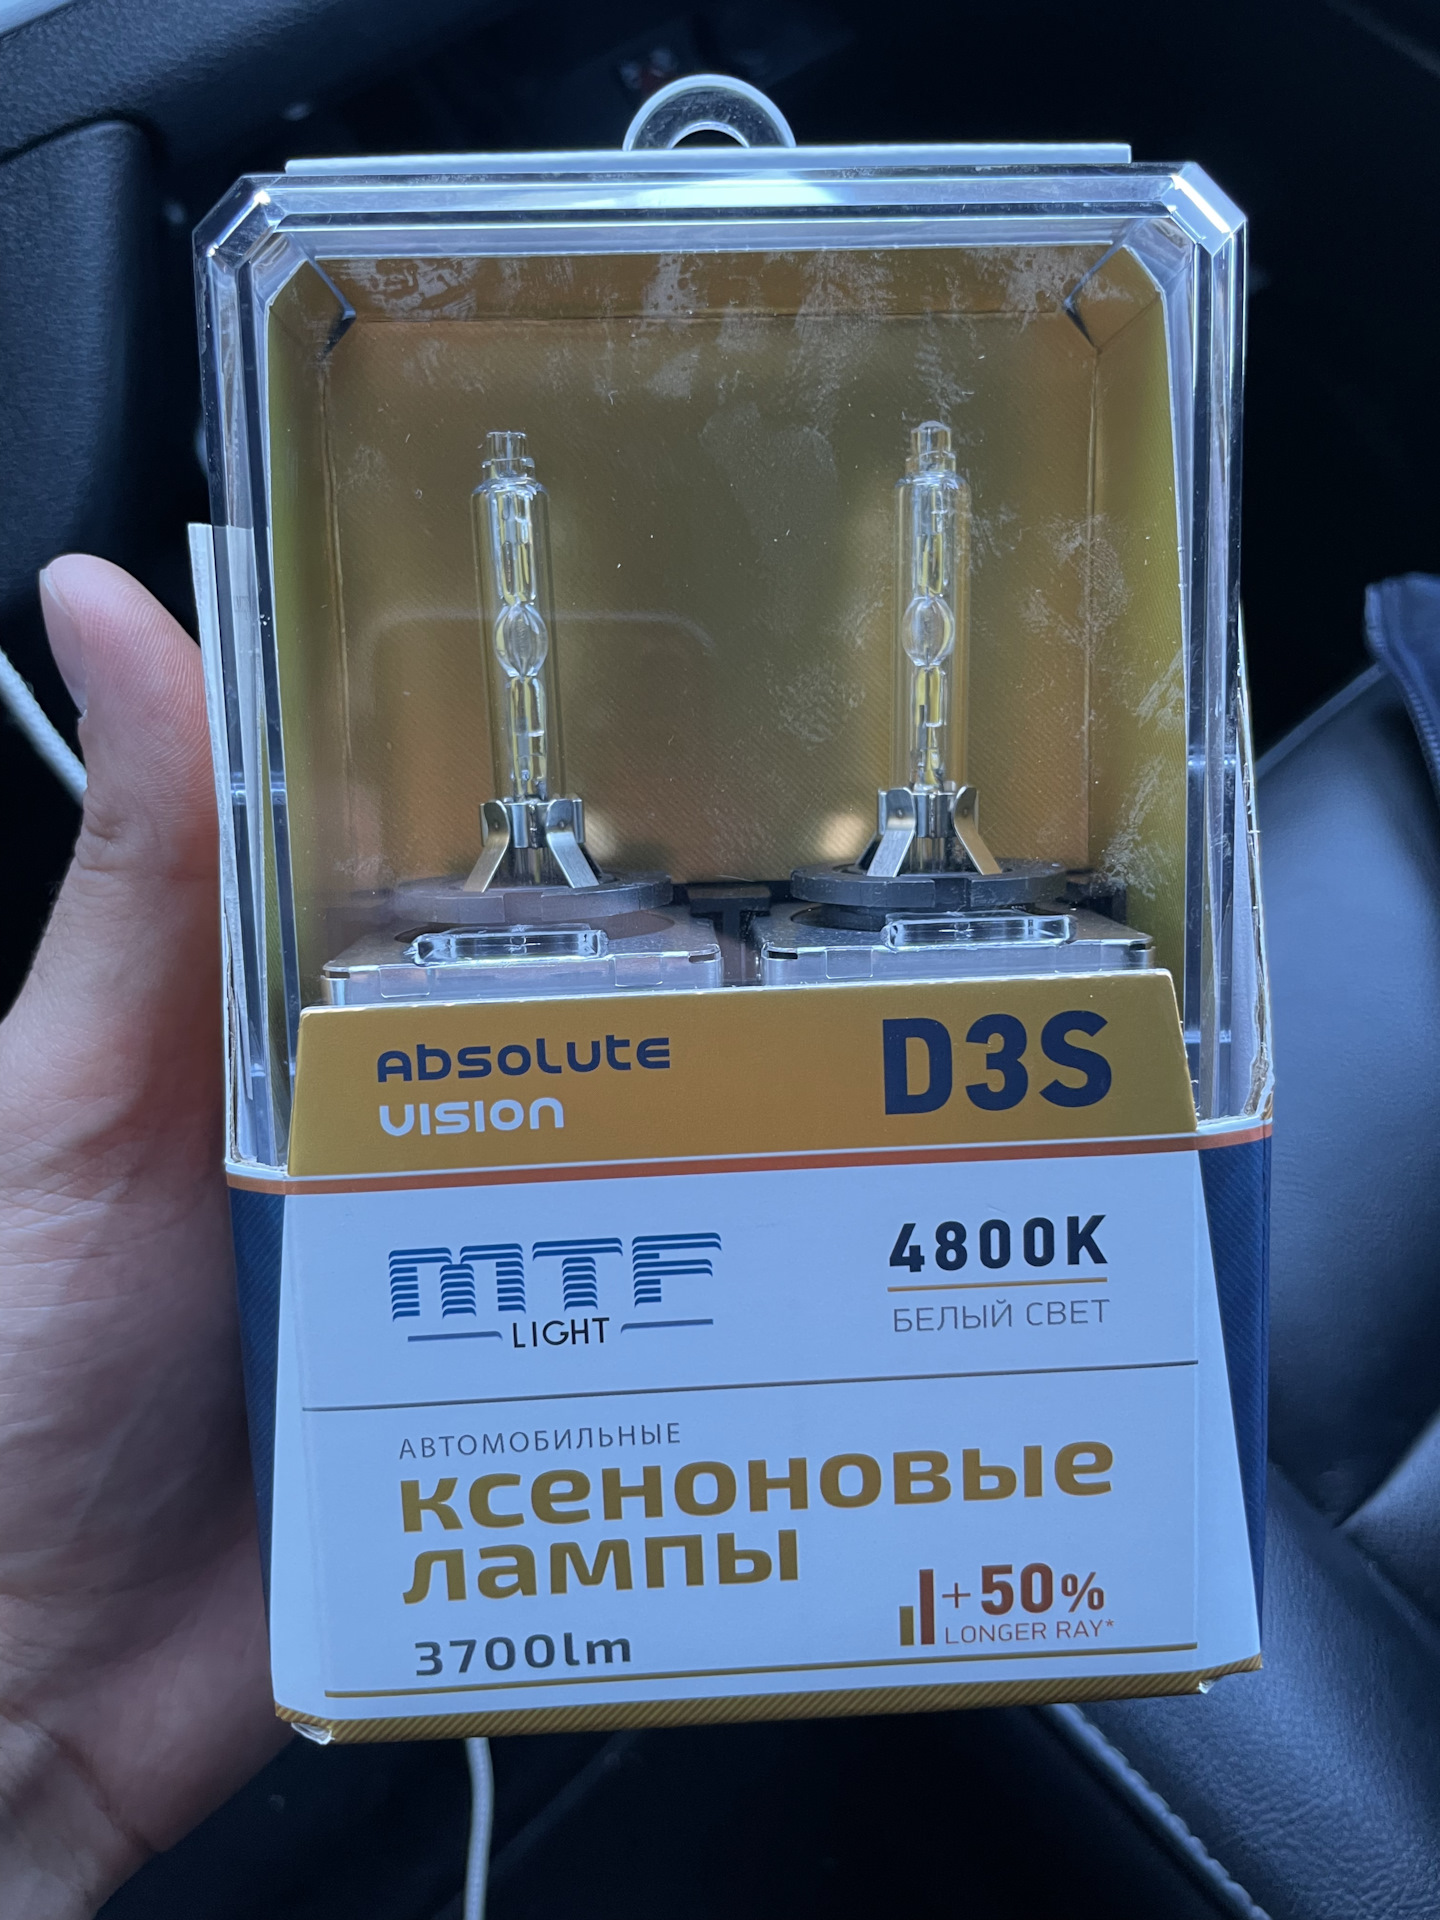 Absolute
Vision
D3S
MTF
LIGHT
4800K
БЕЛЫЙ СВЕТ
АВТОМОБИЛЬНЫЕ
ксеноновые
лампы
3700lm
+50%
LONGER RAY*